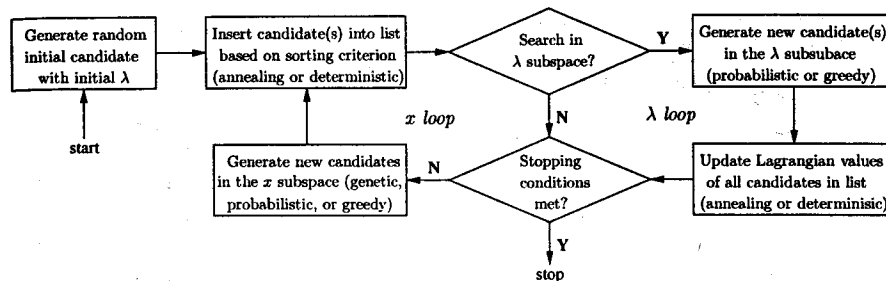 Generate random
initial candidate
with initial λ
Insert candidate(s) into list
based on sorting criterion
(annealing or deterministic)
Search in
λ subspace?
Y
Generate new candidate(s)
in the λ subsubace
(probabilistic or greedy)
start
x loop
N
λ loop
Generate new candidates
in the x subspace (genetic,
probabilistic, or greedy)
N
Stopping
conditions
met?
Update Lagrangian values
of all candidates in list
(annealing or determinisic)
Y
stop